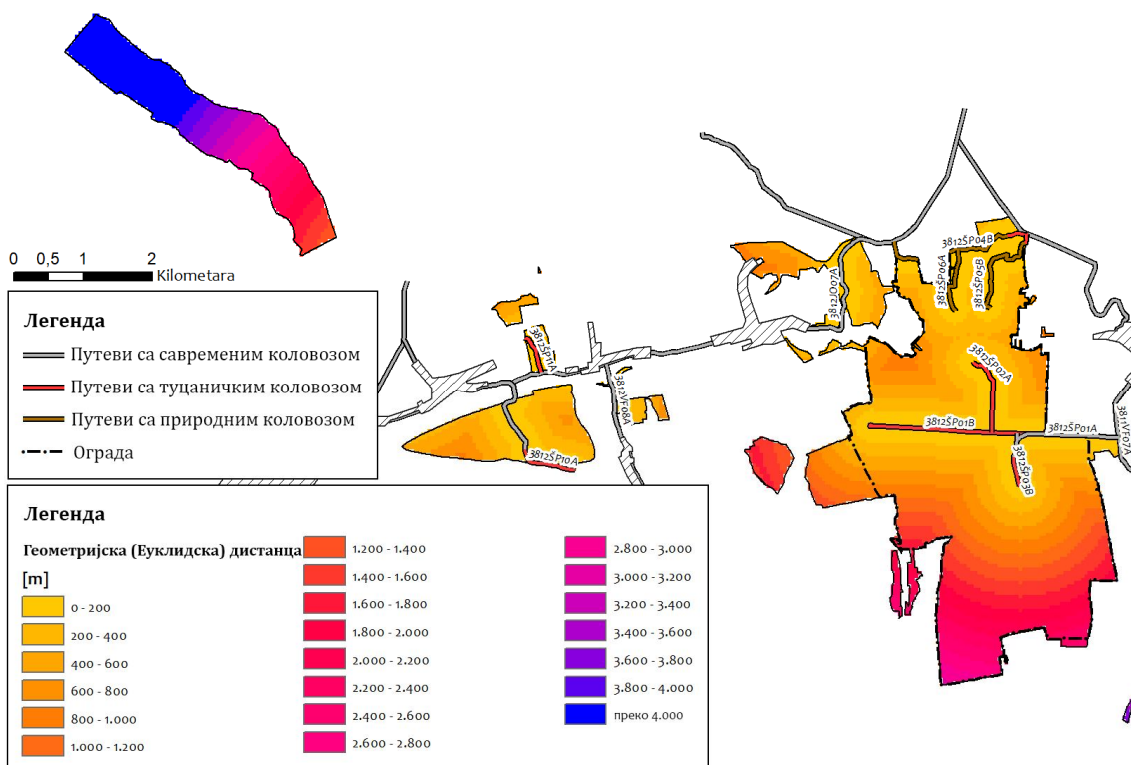 0 0,5 1 2
Kilometara
Легенда
Путеви са савременим коловозом
Путеви са туцаничким коловозом
Путеви са природним коловозом
Ограда
Легенда
Геометријска (Еуклидска) дистанца
[m]
0 - 200
200 - 400
400 - 600
600 - 800
800 - 1.000
1.000 - 1.200
1.200 - 1.400
1.400 - 1.600
1.600 - 1.800
1.800 - 2.000
2.000 - 2.200
2.200 - 2.400
2.400 - 2.600
2.600 - 2.800
2.800 - 3.000
3.000 - 3.200
3.200 - 3.400
3.400 - 3.600
3.600 - 3.800
3.800 - 4.000
преко 4.000
3812ŠP04B
3812ŠP06A
3812ŠP05B
3812JO07A
3812ŠP11A
3812VF08A
3812ŠP10A
3812ŠP02A
3812ŠP01B
3812ŠP01A
3811VF07A
3812ŠP03B